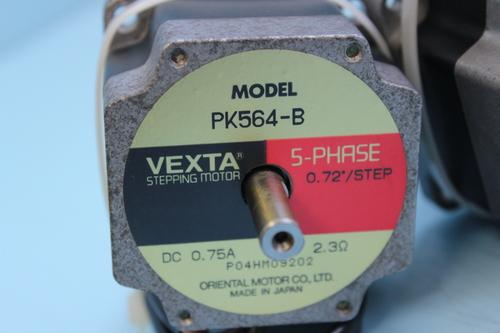 MODEL
PK564-B
VEXTA® 5-PHASE
STEPPING MOTOR 0.72°/STEP
DC 0.75A 2.3Ω
P04HM09202
ORIENTAL MOTOR CO., LTD.
MADE IN JAPAN